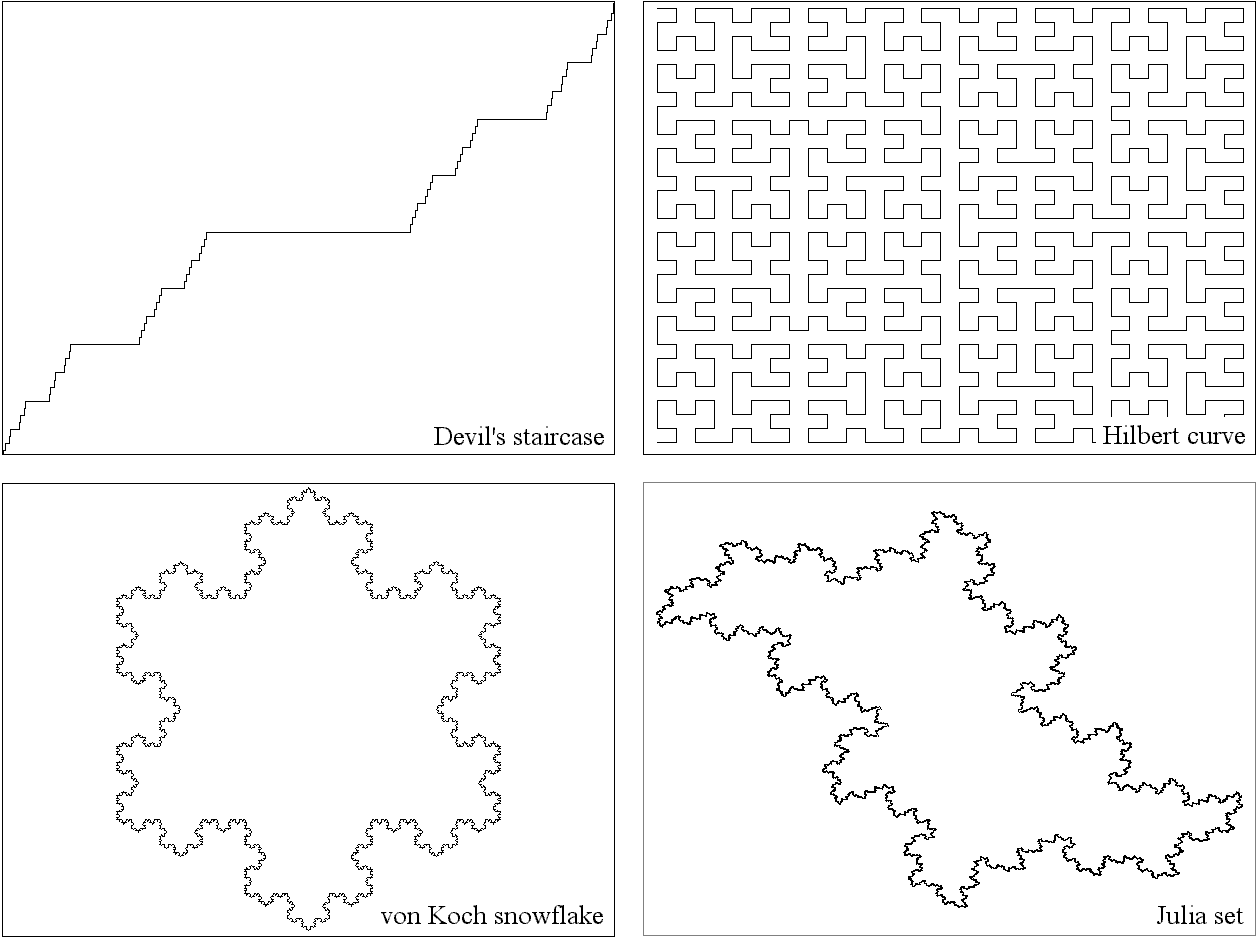 Devil's staircase
Hilbert curve
von Koch snowflake
Julia set